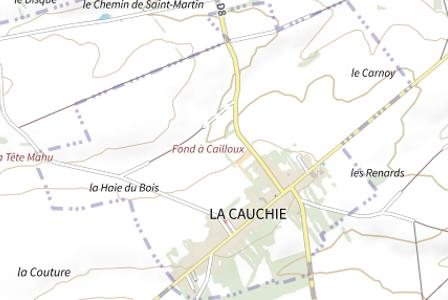 le Disque
le Chemin de Saint-Martin
D8
le Carnoy
Fond à Cailloux
la Tête Mahu
les Renards
la Haie du Bois
LA CAUCHIE
la Couture